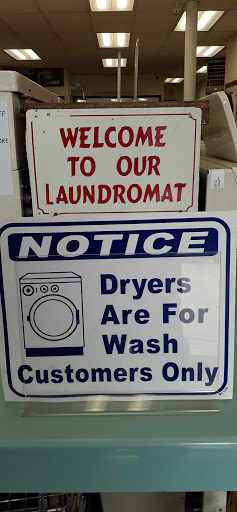 WELCOME
TO OUR
LAUNDROMAT
NOTICE
Dryers
Are For
Wash
Customers Only